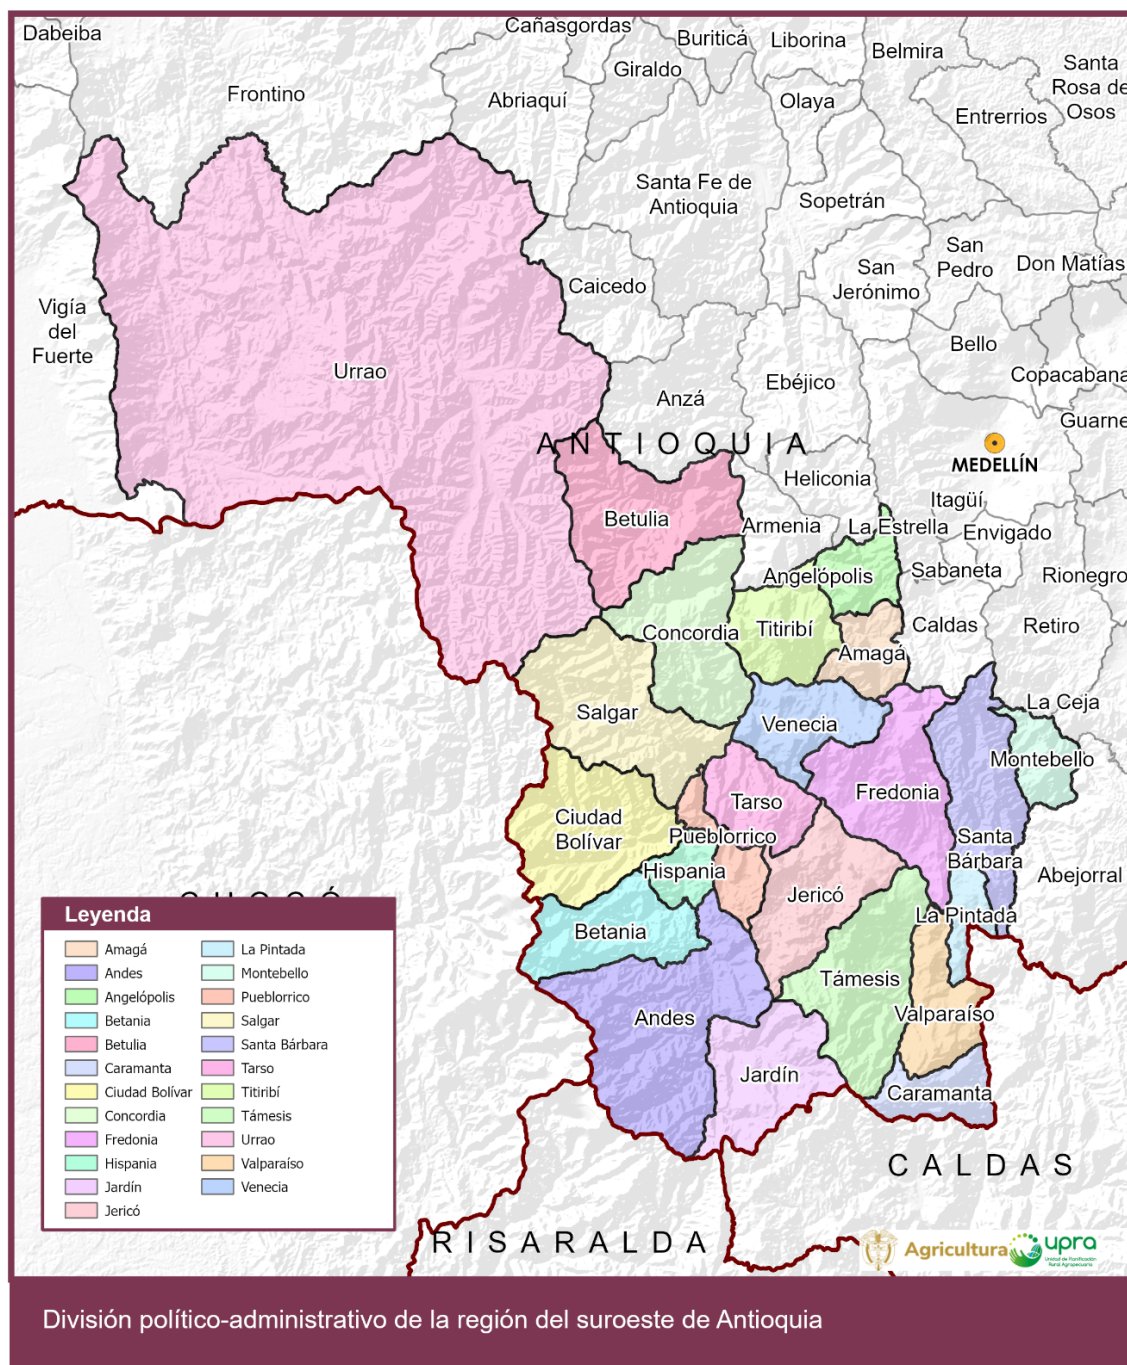 Dabeiba
Cañasgordas
Buriticá
Liborina
Belmira
Giraldo
Santa
Rosa de
Osos
Frontino
Abriaquí
Olaya
Entrerrios
Santa Fe de
Antioquia
Sopetrán
San
Pedro
Don Matías
San
Jerónimo
Caicedo
Vigía
del
Fuerte
Bello
Urrao
Ebéjico
Copacabana
Anzá
Guarne
ANTIOQUIA
MEDELLÍN
Heliconia
Itagüí
Betulia
Armenia
La Estrella
Envigado
Angelópolis
Sabaneta
Rionegro
Concordia
Titiribí
Caldas
Retiro
Amagá
Salgar
Venecia
La Ceja
Montebello
Tarso
Fredonia
Ciudad
Bolívar
Pueblorrico
Santa
Bárbara
Hispania
Jericó
Abejorral
La Pintada
Betania
Támesis
Andes
Valparaíso
Jardín
Caramanta
CALDAS
RISARALDA
Leyenda
Amagá
Andes
Angelópolis
Betania
Betulia
Caramanta
Ciudad Bolívar
Concordia
Fredonia
Hispania
Jardín
Jericó
La Pintada
Montebello
Pueblorrico
Salgar
Santa Bárbara
Tarso
Titiribí
Támesis
Urrao
Valparaíso
Venecia
Agricultura
upra
Unidad de Planificación
Rural Agropecuaria
División político-administrativo de la región del suroeste de Antioquia